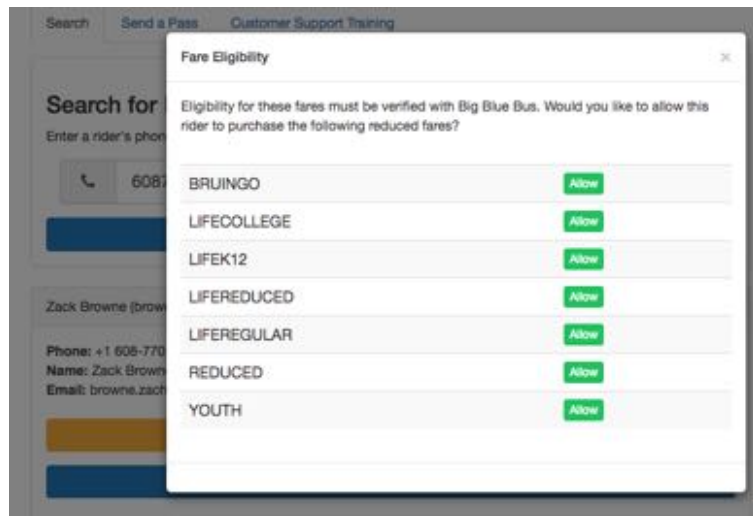 Search Send a Pass Customer Support Training
Fare Eligibility ×
Search for
Eligibility for these fares must be verified with Big Blue Bus. Would you like to allow this
rider to purchase the following reduced fares?
Enter a rider's phon
6087
BRUINGO Allow
LIFECOLLEGE Allow
LIFEK12 Allow
LIFEREDUCED Allow
LIFEREGULAR Allow
REDUCED Allow
YOUTH Allow
Zack Browne (brow
Phone: +1 608-770
Name: Zack Brown
Email: browne.zach